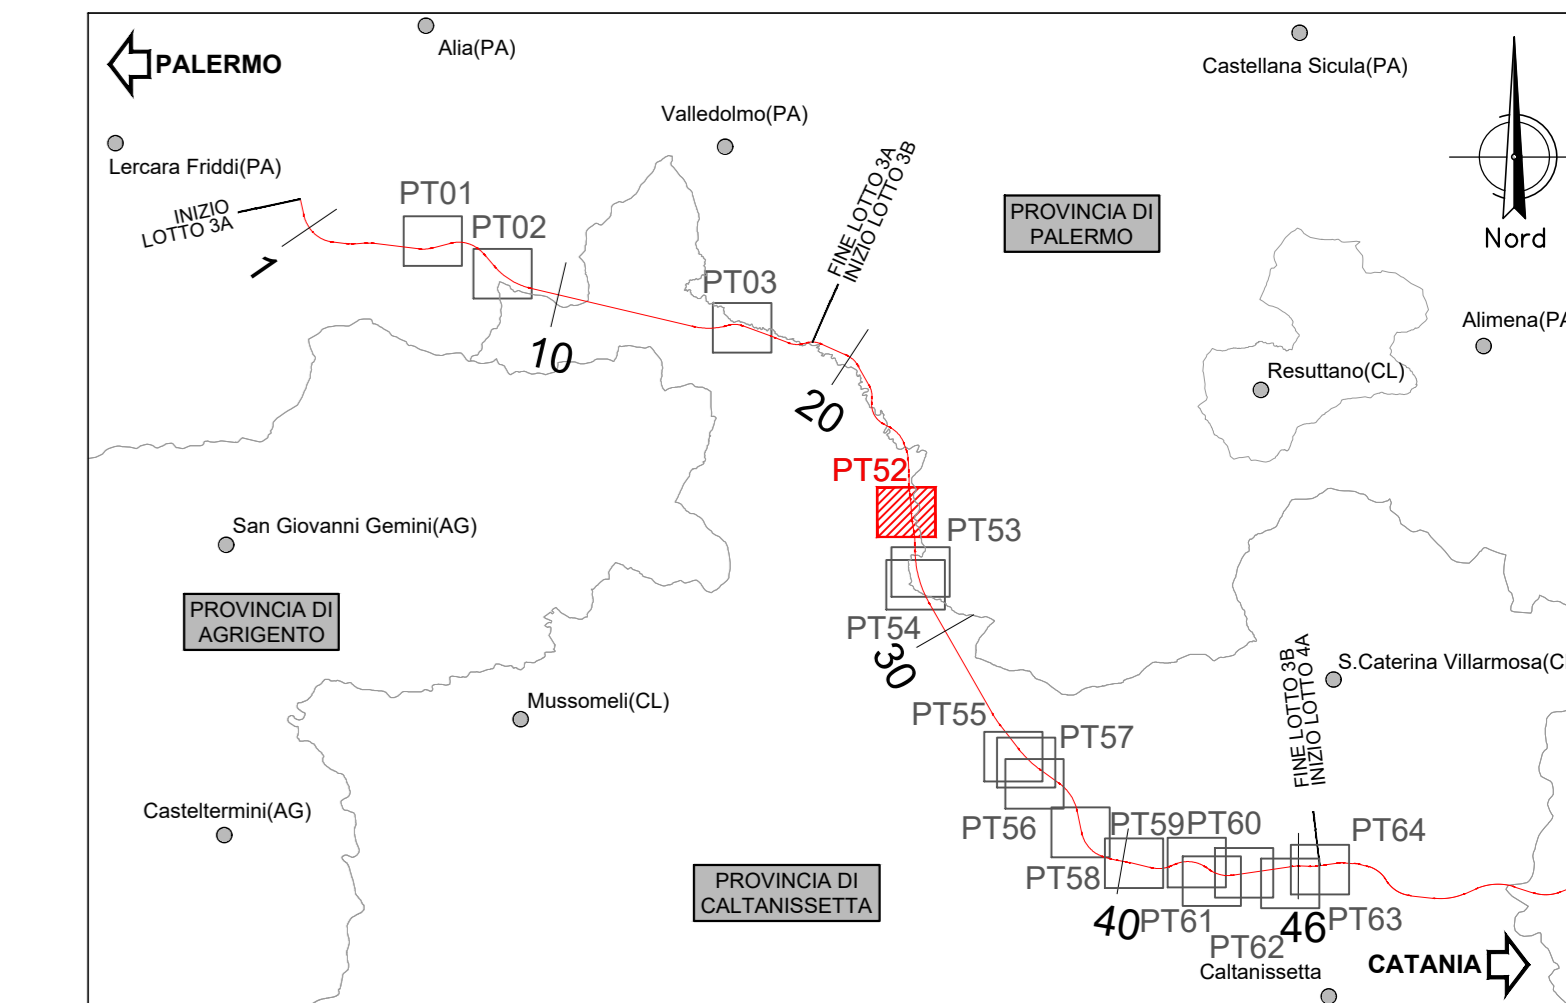 Alia(PA)
PALERMO
Castellana Sicula(PA)
Valledolmo(PA)
Lercara Friddi(PA)
INIZIO
LOTTO 3A
PT01
PT02
FINE LOTTO 3A
INIZIO LOTTO 3B
PROVINCIA DI
PALERMO
Nord
1
PT03
10
Alimena(PA
Resuttano(CL)
20
PT52
San Giovanni Gemini(AG)
PT53
PROVINCIA DI
AGRIGENTO
PT54
30
FINE LOTTO 3B
INIZIO LOTTO 4A
S.Caterina Villarmosa(C
Mussomeli(CL)
PT55
PT57
Casteltermini(AG)
PT56
PT59
PT60
PT64
PT58
PROVINCIA DI
CALTANISSETTA
40
PT61
PT62
46
PT63
Caltanissetta
CATANIA